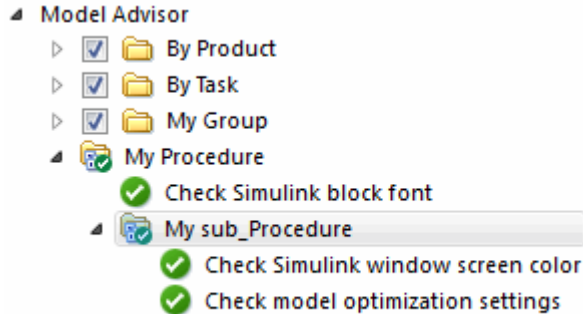 Model Advisor
By Product
By Task
My Group
My Procedure
Check Simulink block font
My sub_Procedure
Check Simulink window screen color
Check model optimization settings